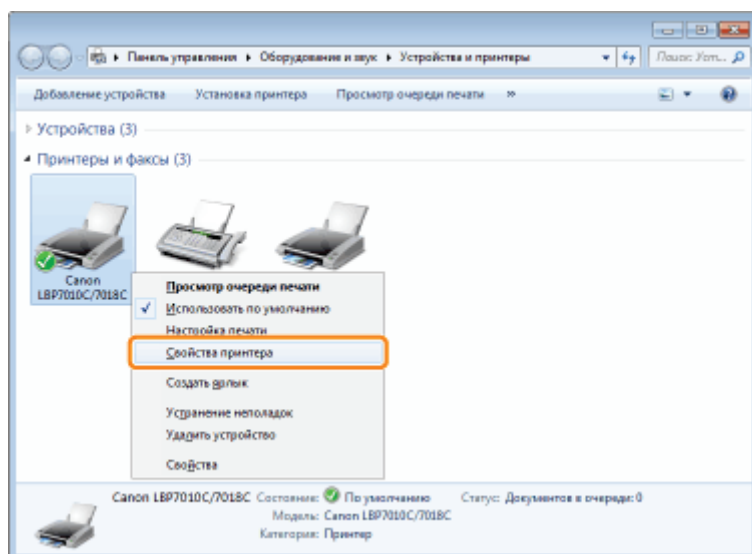 Панель управления ▸ Оборудование и звук ▸ Устройства и принтеры
Поиск: Уст...
Добавление устройства Установка принтера Просмотр очереди печати »
Устройства (3)
Принтеры и факсы (3)
Canon
LBP7010C/7018C
Просмотр очереди печати
Использовать по умолчанию
Настройка печати
Свойства принтера
Создать ярлык
Устранение неполадок
Удалить устройство
Свойства
Canon LBP7010C/7018C Состояние: По умолчанию Статус: Документов в очереди: 0
Модель: Canon LBP7010C/7018C
Категория: Принтер